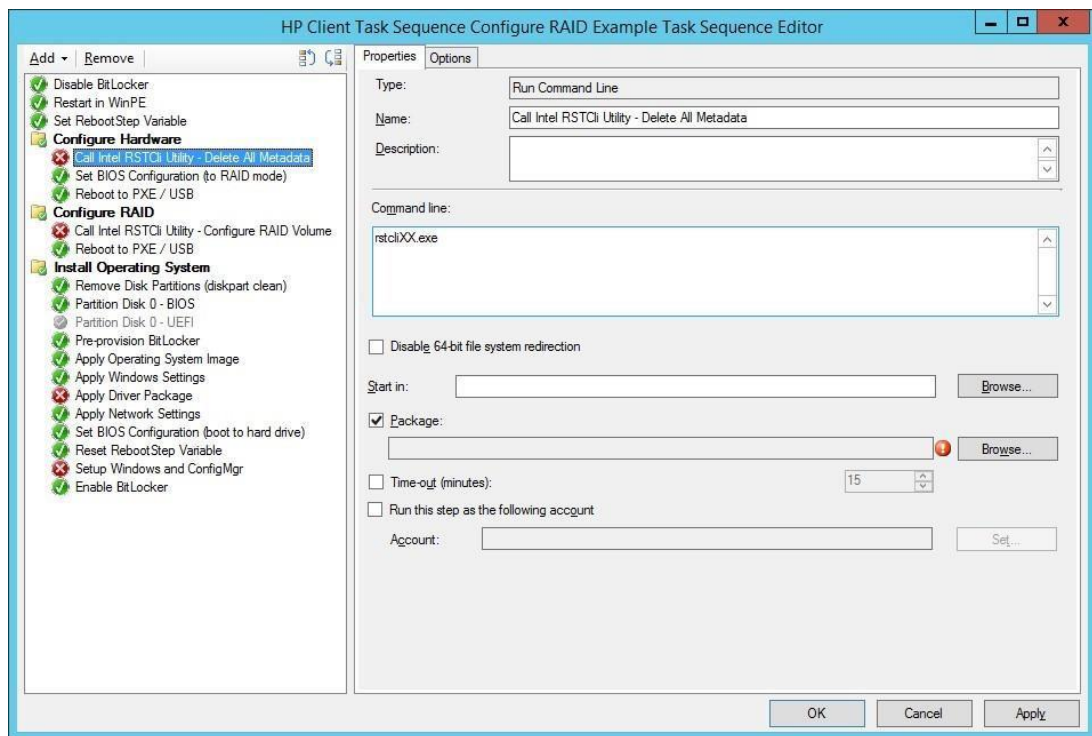 HP Client Task Sequence Configure RAID Example Task Sequence Editor
Add
Remove
Disable BitLocker
Restart in WinPE
Set RebootStep Variable
Configure Hardware
Call Intel RSTCli Utility - Delete All Metadata
Set BIOS Configuration (to RAID mode)
Reboot to PXE / USB
Configure RAID
Call Intel RSTCli Utility - Configure RAID Volume
Reboot to PXE / USB
Install Operating System
Remove Disk Partitions (diskpart clean)
Partition Disk 0 - BIOS
Partition Disk 0 - UEFI
Pre-provision BitLocker
Apply Operating System Image
Apply Windows Settings
Apply Driver Package
Apply Network Settings
Set BIOS Configuration (boot to hard drive)
Reset RebootStep Variable
Setup Windows and ConfigMgr
Enable BitLocker
Properties
Options
Type:
Run Command Line
Name:
Call Intel RSTCli Utility - Delete All Metadata
Description:
Command line:
rstcliXX.exe
Disable 64-bit file system redirection
Start in:
Browse...
Package:
Browse...
Time-out (minutes):
15
Run this step as the following account
Account:
Set...
OK
Cancel
Apply